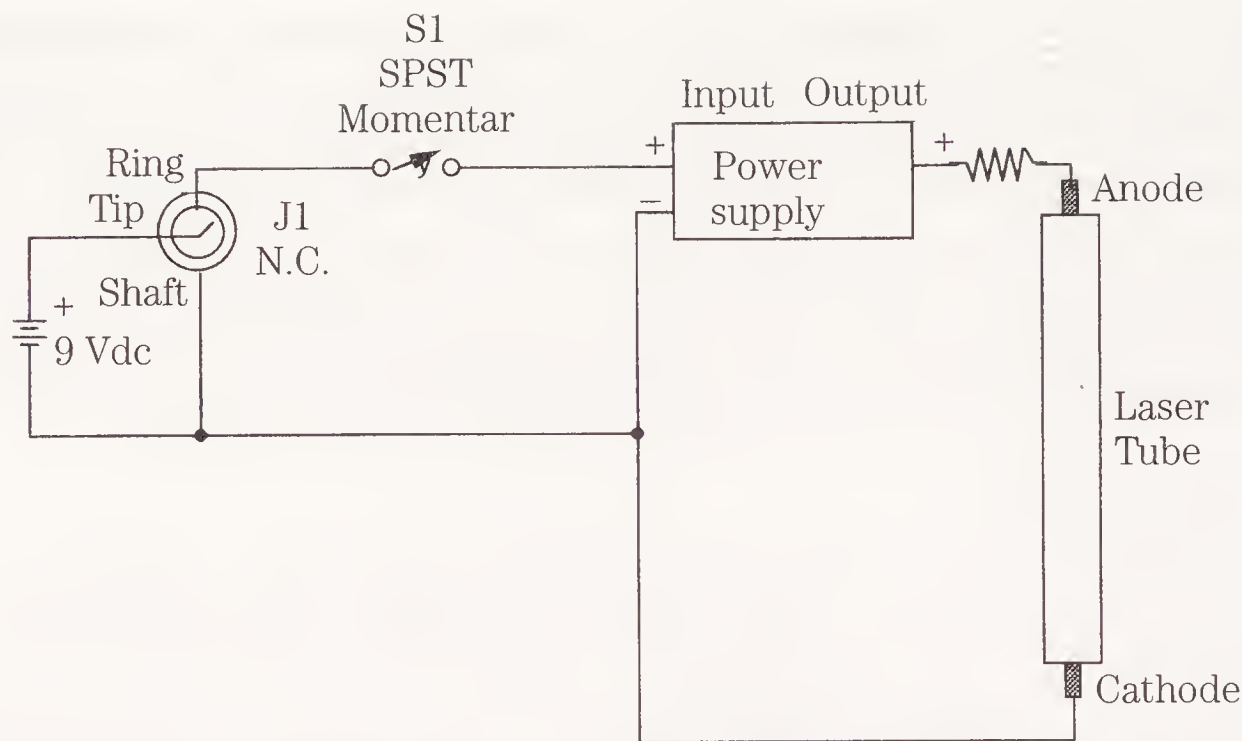 S1
SPST
Momentar y
Input Output
+
Power
supply
−
+
Ring
Tip
J1
N.C.
Shaft
+
9 Vdc
Anode
Laser
Tube
Cathode